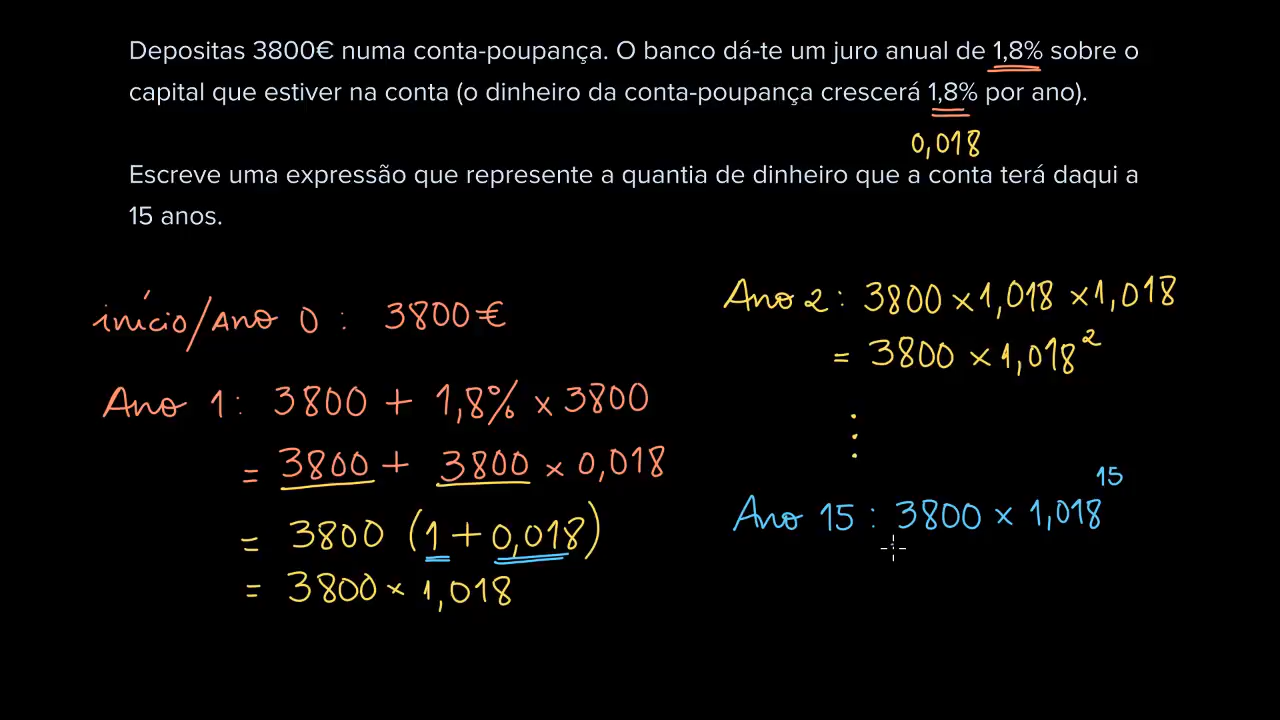 Depositas 3800€ numa conta-poupança. O banco dá-te um juro anual de 1,8% sobre o
capital que estiver na conta (o dinheiro da conta-poupança crescerá 1,8% por ano).
0,018
Escreve uma expressão que represente a quantia de dinheiro que a conta terá daqui a
15 anos.
início/Ano 0 : 3800€
Ano 1 : 3800 + 1,8% × 3800
= 3800 + 3800 × 0,018
= 3800 (1 + 0,018)
= 3800 × 1,018
Ano 2 : 3800 × 1,018 × 1,018
= 3800 × 1,018²
⋮
Ano 15 : 3800 × 1,018¹⁵